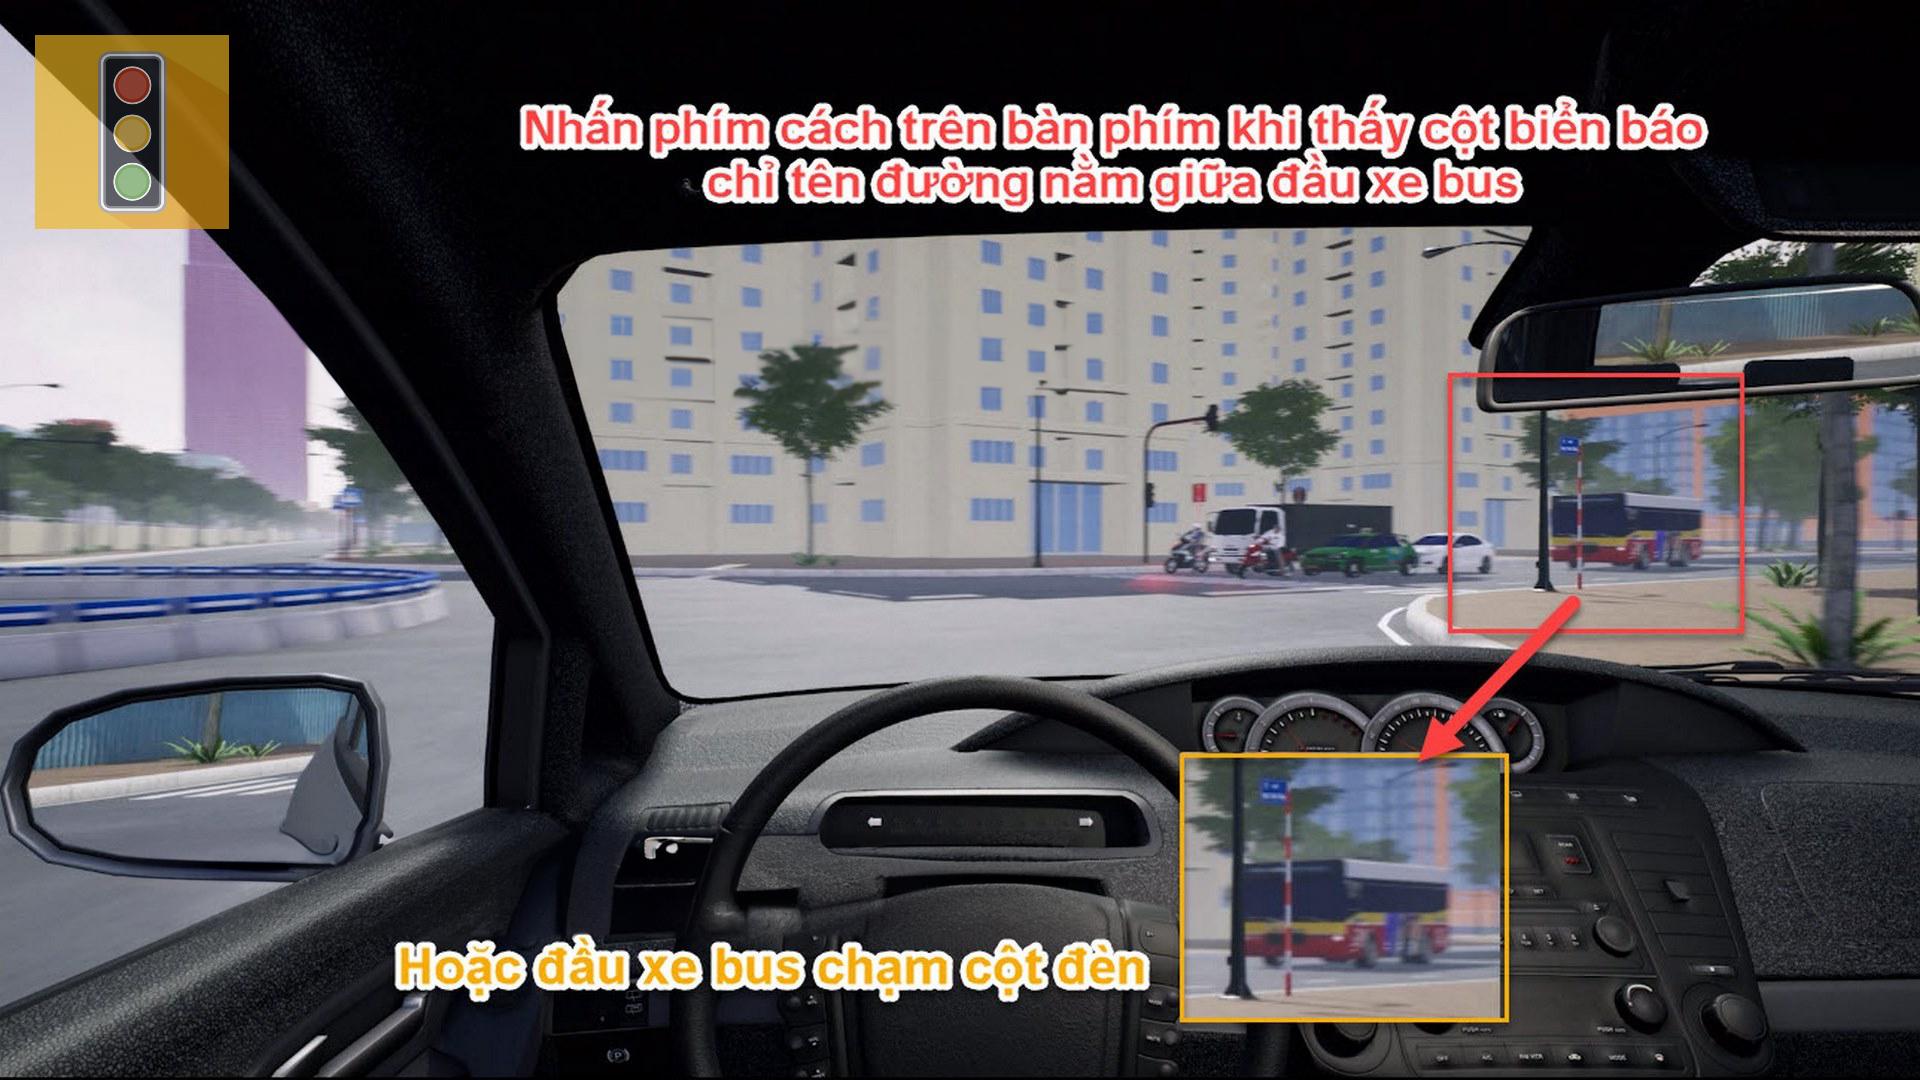 Nhấn phím cách trên bàn phím khi thấy cột biển báo
chỉ tên đường nằm giữa đầu xe bus
Hoặc đầu xe bus chạm cột đèn